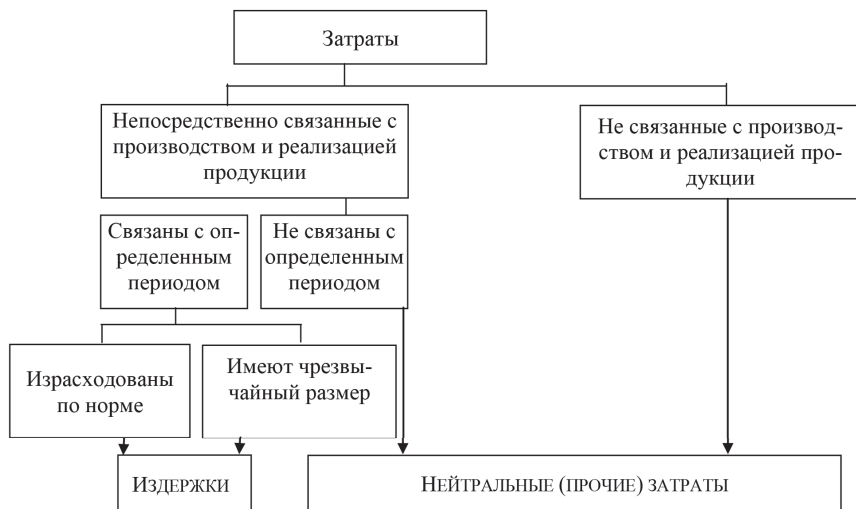 Затраты
Непосредственно связанные с
производством и реализацией
продукции
Не связанные с производ-
ством и реализацией про-
дукции
Связаны с оп-
ределенным
периодом
Не связаны с
определенным
периодом
Израсходованы
по норме
Имеют чрезвы-
чайный размер
ИЗДЕРЖКИ
НЕЙТРАЛЬНЫЕ (ПРОЧИЕ) ЗАТРАТЫ